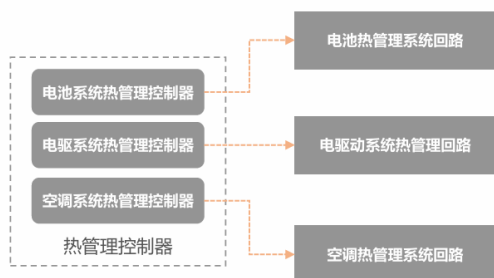 电池热管理系统回路
电池系统热管理控制器
电驱系统热管理控制器
电驱动系统热管理回路
空调系统热管理控制器
热管理控制器
空调热管理系统回路